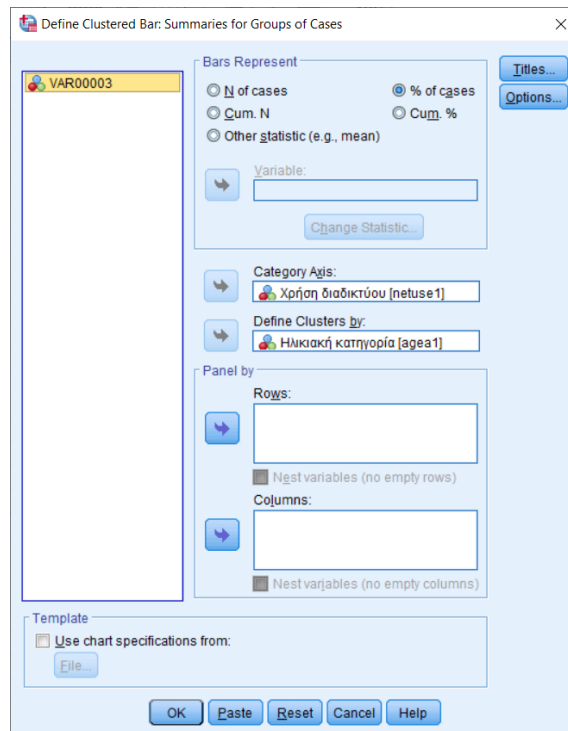 Define Clustered Bar: Summaries for Groups of Cases
VAR00003
Bars Represent
N of cases
% of cases
Cum. N
Cum. %
Other statistic (e.g., mean)
Variable:
Change Statistic...
Category Axis:
Χρήση διαδικτύου [netuse1]
Define Clusters by:
Ηλικιακή κατηγορία [agea1]
Panel by
Rows:
Nest variables (no empty rows)
Columns:
Nest variables (no empty columns)
Titles...
Options...
Template
Use chart specifications from:
File...
OK Paste Reset Cancel Help